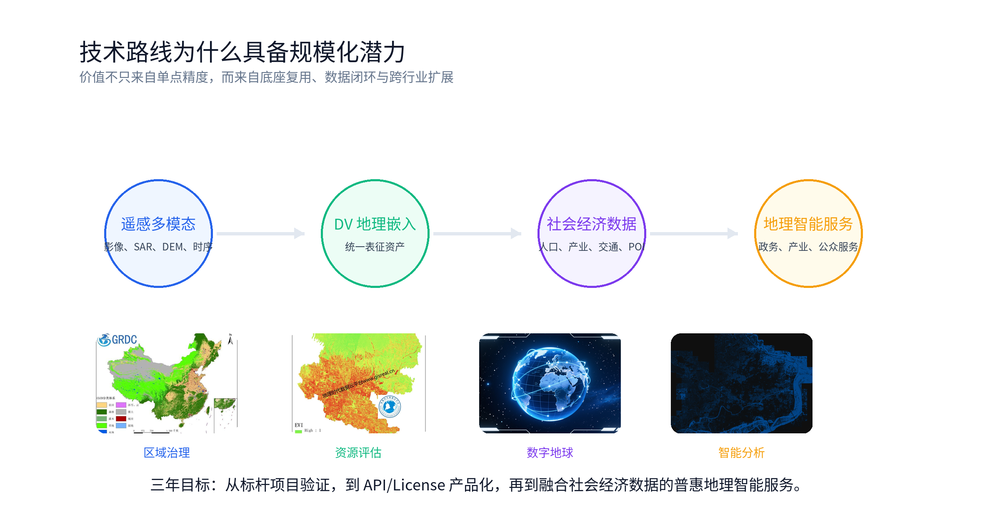 技术路线为什么具备规模化潜力
价值不只来自单点精度，而来自底座复用、数据闭环与跨行业扩展
遥感多模态
影像、SAR、DEM、时序
DV 地理嵌入
统一表征资产
社会经济数据
人口、产业、交通、POI
地理智能服务
政务、产业、公众服务
GRDC
N
CLCD分类体系
农田
冰雪、云
森林
裸土
灌木
城市
草地
湿地
水体
0 375 750 1,500 千米
地理时代数据云平台www.gisreal.cn
EVI
High : 1
区域治理
资源评估
数字地球
智能分析
三年目标：从标杆项目验证，到 API/License 产品化，再到融合社会经济数据的普惠地理智能服务。